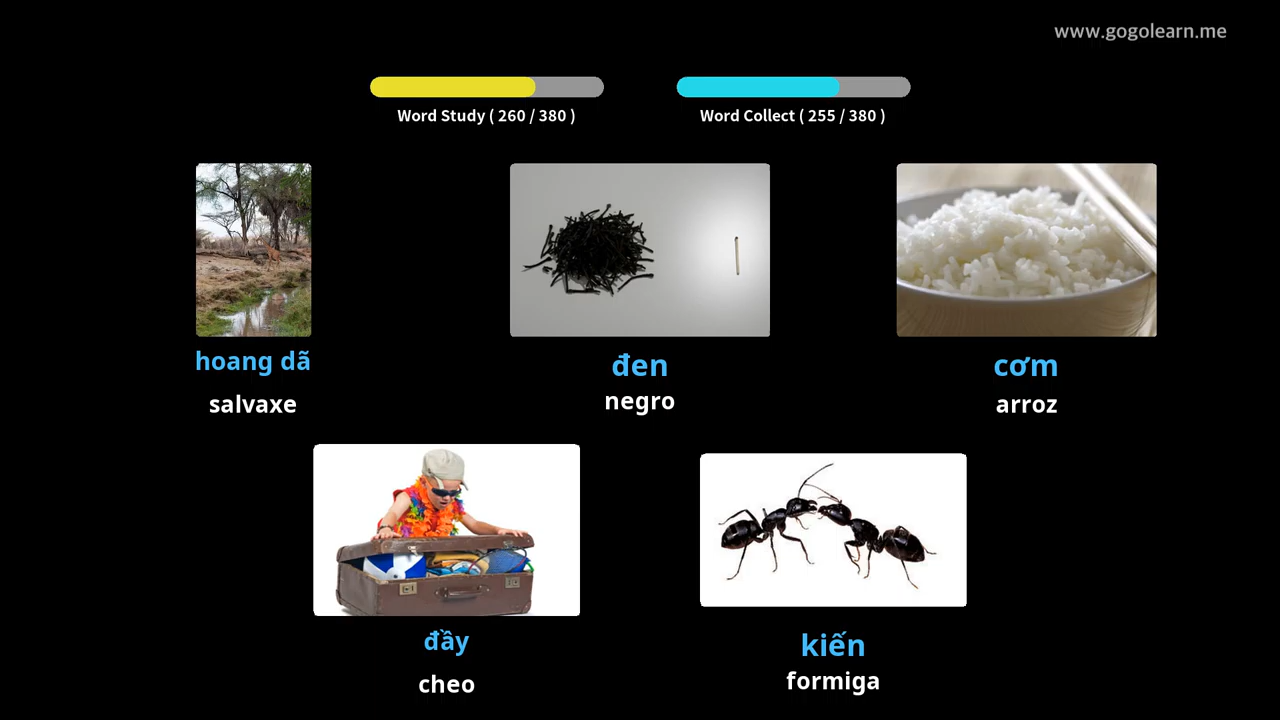 www.gogolearn.me
Word Study ( 260 / 380 )
Word Collect ( 255 / 380 )
hoang dã
salvaxe
đen
negro
cơm
arroz
đầy
cheo
kiến
formiga